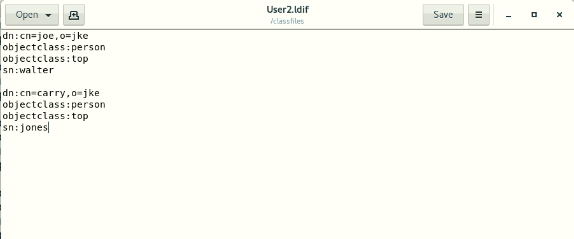 Open
User2.ldif
/classfiles
Save
dn:cn=joe,o=jke
objectclass:person
objectclass:top
sn:walter

dn:cn=carry,o=jke
objectclass:person
objectclass:top
sn:jones